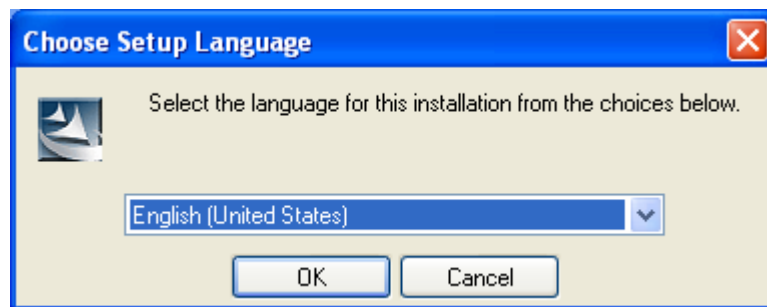 Choose Setup Language
Select the language for this installation from the choices below.
English (United States)
OK
Cancel